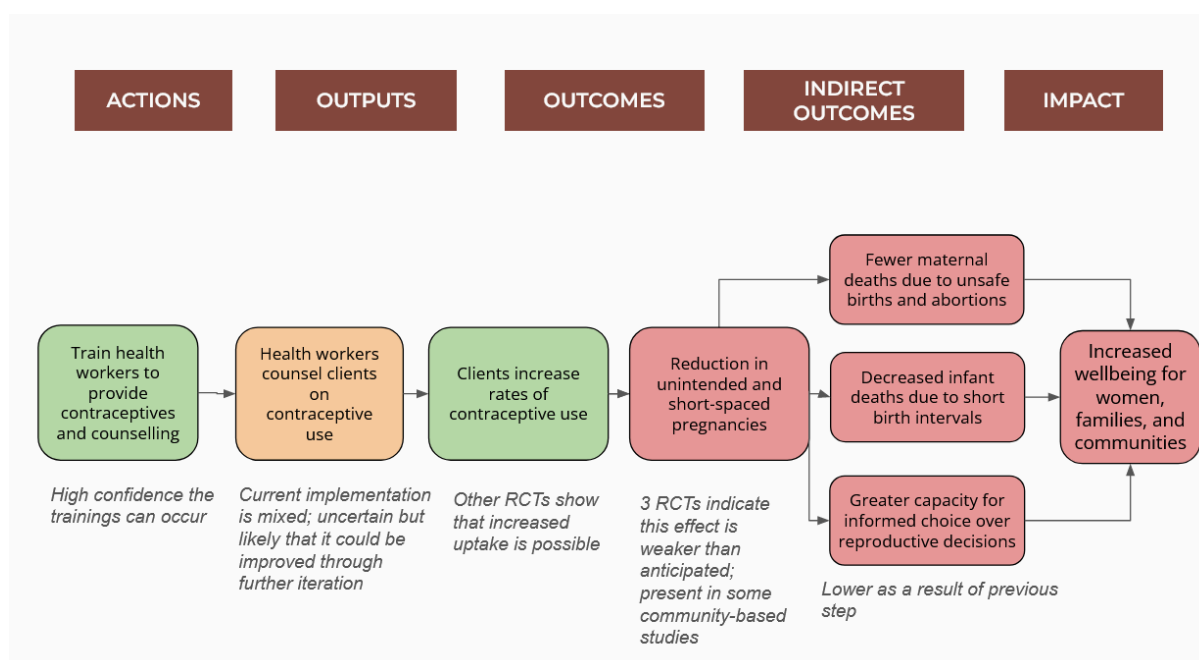 ACTIONS
OUTPUTS
OUTCOMES
INDIRECT
OUTCOMES
IMPACT
Train health
workers to
provide
contraceptives
and counselling
High confidence the
trainings can occur
Health workers
counsel clients
on
contraceptive
use
Current implementation
is mixed; uncertain but
likely that it could be
improved through
further iteration
Clients increase
rates of
contraceptive use
Other RCTs show
that increased
uptake is possible
Reduction in
unintended and
short-spaced
pregnancies
3 RCTs indicate
this effect is
weaker than
anticipated;
present in some
community-based
studies
Fewer maternal
deaths due to unsafe
births and abortions
Decreased infant
deaths due to short
birth intervals
Greater capacity for
informed choice over
reproductive decisions
Lower as a result of previous
step
Increased
wellbeing for
women,
families, and
communities